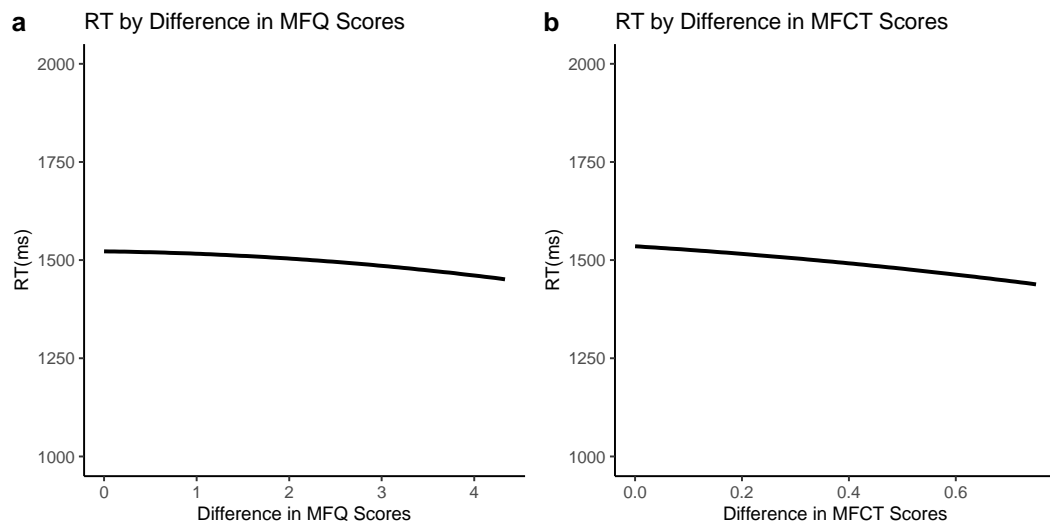 a
RT by Difference in MFQ Scores
2000
1750
1500
1250
1000
RT(ms)
0 1 2 3 4
Difference in MFQ Scores
b
RT by Difference in MFCT Scores
2000
1750
1500
1250
1000
RT(ms)
0.0 0.2 0.4 0.6
Difference in MFCT Scores